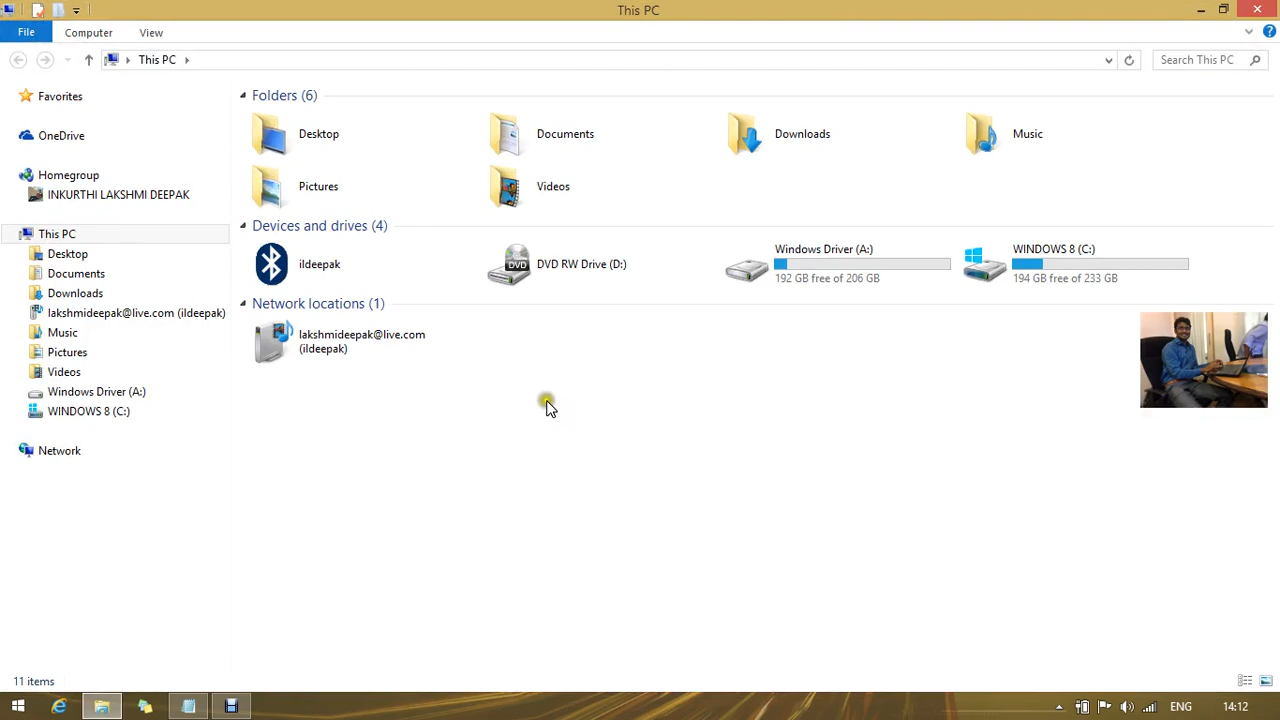 This PC
File
Computer
View
This PC
Search This PC
Favorites
OneDrive
Homegroup
INKURTHI LAKSHMI DEEPAK
This PC
Desktop
Documents
Downloads
lakshmideepak@live.com (ildeepak)
Music
Pictures
Videos
Windows Driver (A:)
WINDOWS 8 (C:)
Network
Folders (6)
Desktop
Documents
Downloads
Music
Pictures
Videos
Devices and drives (4)
ildeepak
DVD
DVD RW Drive (D:)
Windows Driver (A:)
192 GB free of 206 GB
WINDOWS 8 (C:)
194 GB free of 233 GB
Network locations (1)
lakshmideepak@live.com
(ildeepak)
11 items
ENG
14:12